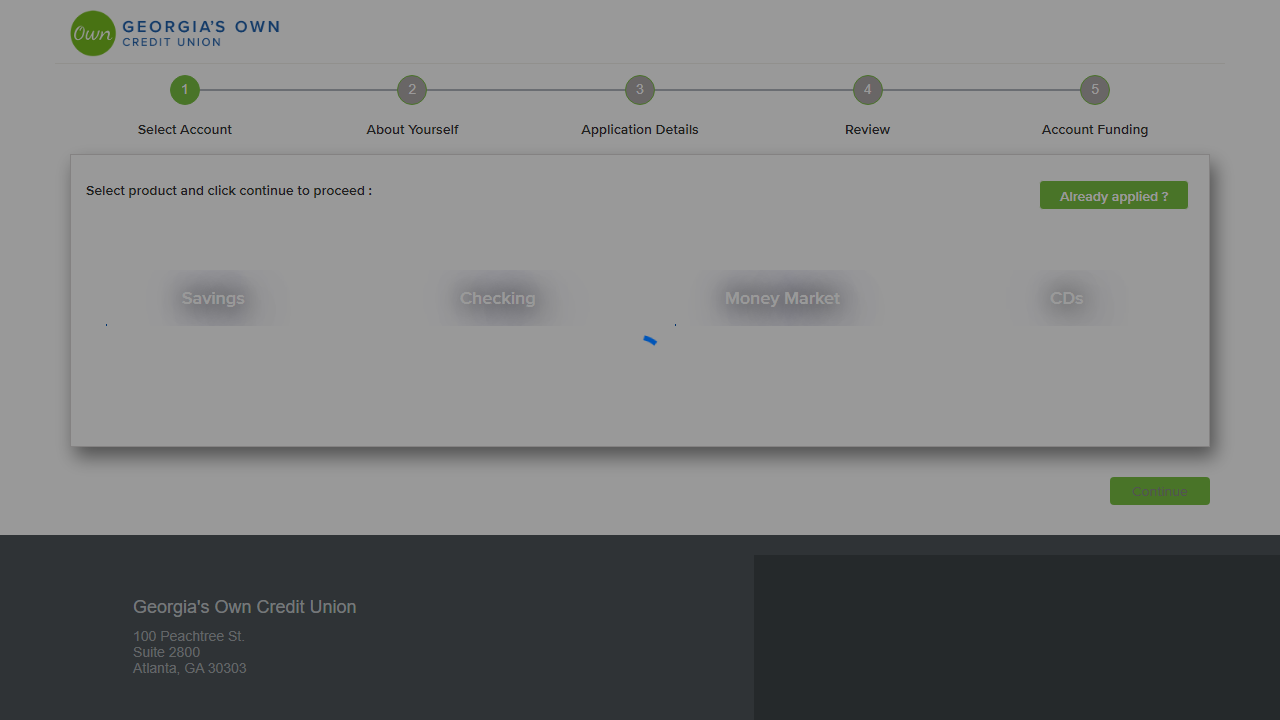 Own
GEORGIA'S OWN
CREDIT UNION
1
2
3
4
5
Select Account
About Yourself
Application Details
Review
Account Funding
Select product and click continue to proceed :
Already applied ?
Savings
Checking
Money Market
CDs
Continue
Georgia's Own Credit Union
100 Peachtree St.
Suite 2800
Atlanta, GA 30303